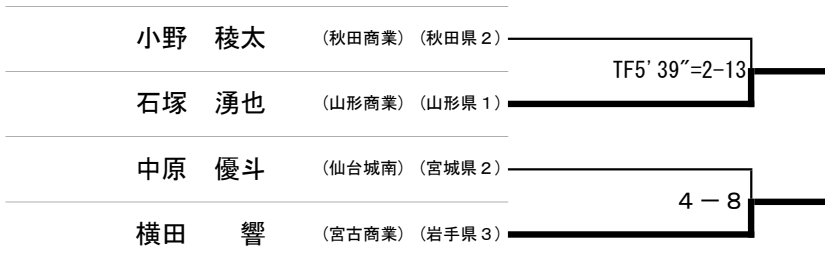 小野　稜太　（秋田商業）（秋田県２）
TF5'39″=2-13
石塚　湧也　（山形商業）（山形県１）
中原　優斗　（仙台城南）（宮城県２）
４－８
横田　　響　（宮古商業）（岩手県３）